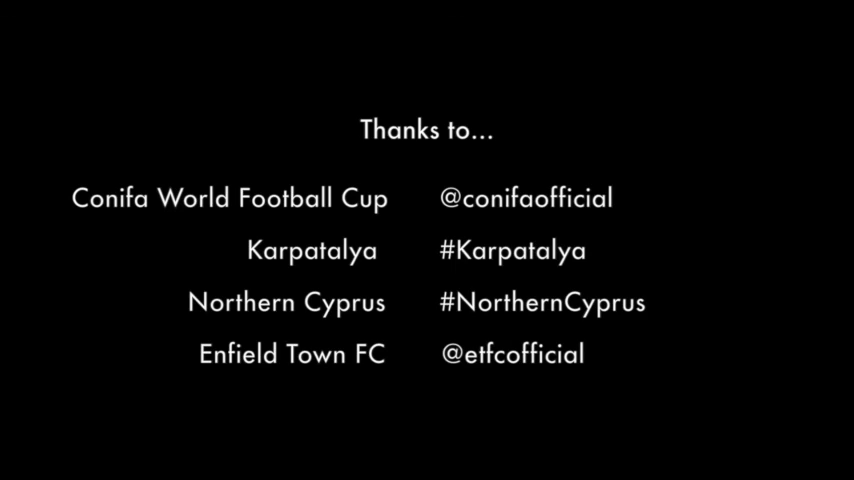 Thanks to...
Conifa World Football Cup @conifaofficial
Karpatalya #Karpatalya
Northern Cyprus #NorthernCyprus
Enfield Town FC @etfcofficial